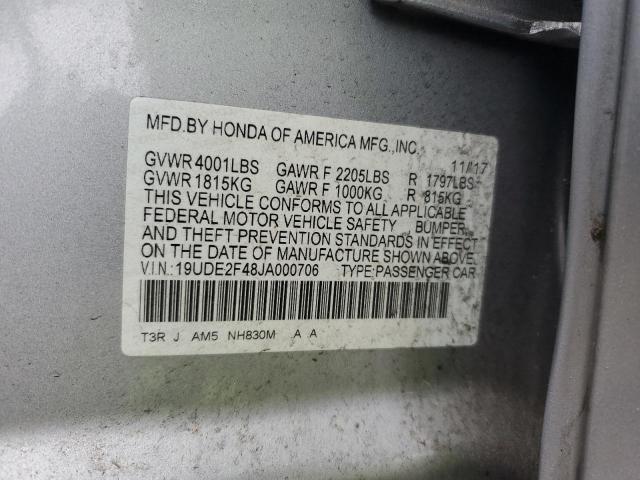 MFD.BY HONDA OF AMERICA MFG.,INC.
11/17
GVWR 4001LBS GAWR F 2205LBS R 1797LBS
GVWR 1815KG GAWR F 1000KG R 815KG
THIS VEHICLE CONFORMS TO ALL APPLICABLE
FEDERAL MOTOR VEHICLE SAFETY BUMPER,
AND THEFT PREVENTION STANDARDS IN EFFECT
ON THE DATE OF MANUFACTURE SHOWN ABOVE.
V.I.N.:19UDE2F48JA000706 TYPE:PASSENGER CAR
T3R J AM5 NH830M A A